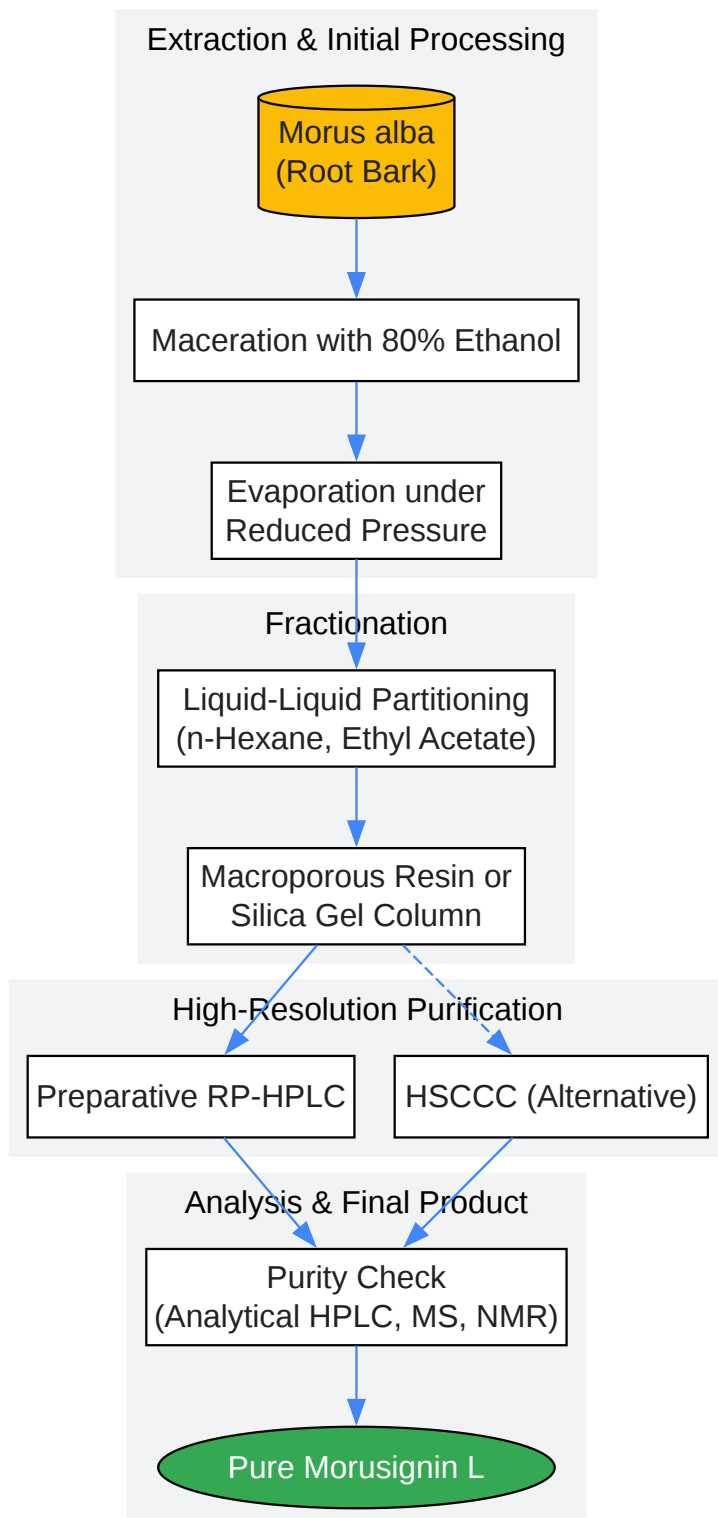 Extraction & Initial Processing
Morus alba
(Root Bark)
Maceration with 80% Ethanol
Evaporation under
Reduced Pressure
Fractionation
Liquid-Liquid Partitioning
(n-Hexane, Ethyl Acetate)
Macroporous Resin or
Silica Gel Column
High-Resolution Purification
Preparative RP-HPLC
HSCCC (Alternative)
Analysis & Final Product
Purity Check
(Analytical HPLC, MS, NMR)
Pure Morusignin L